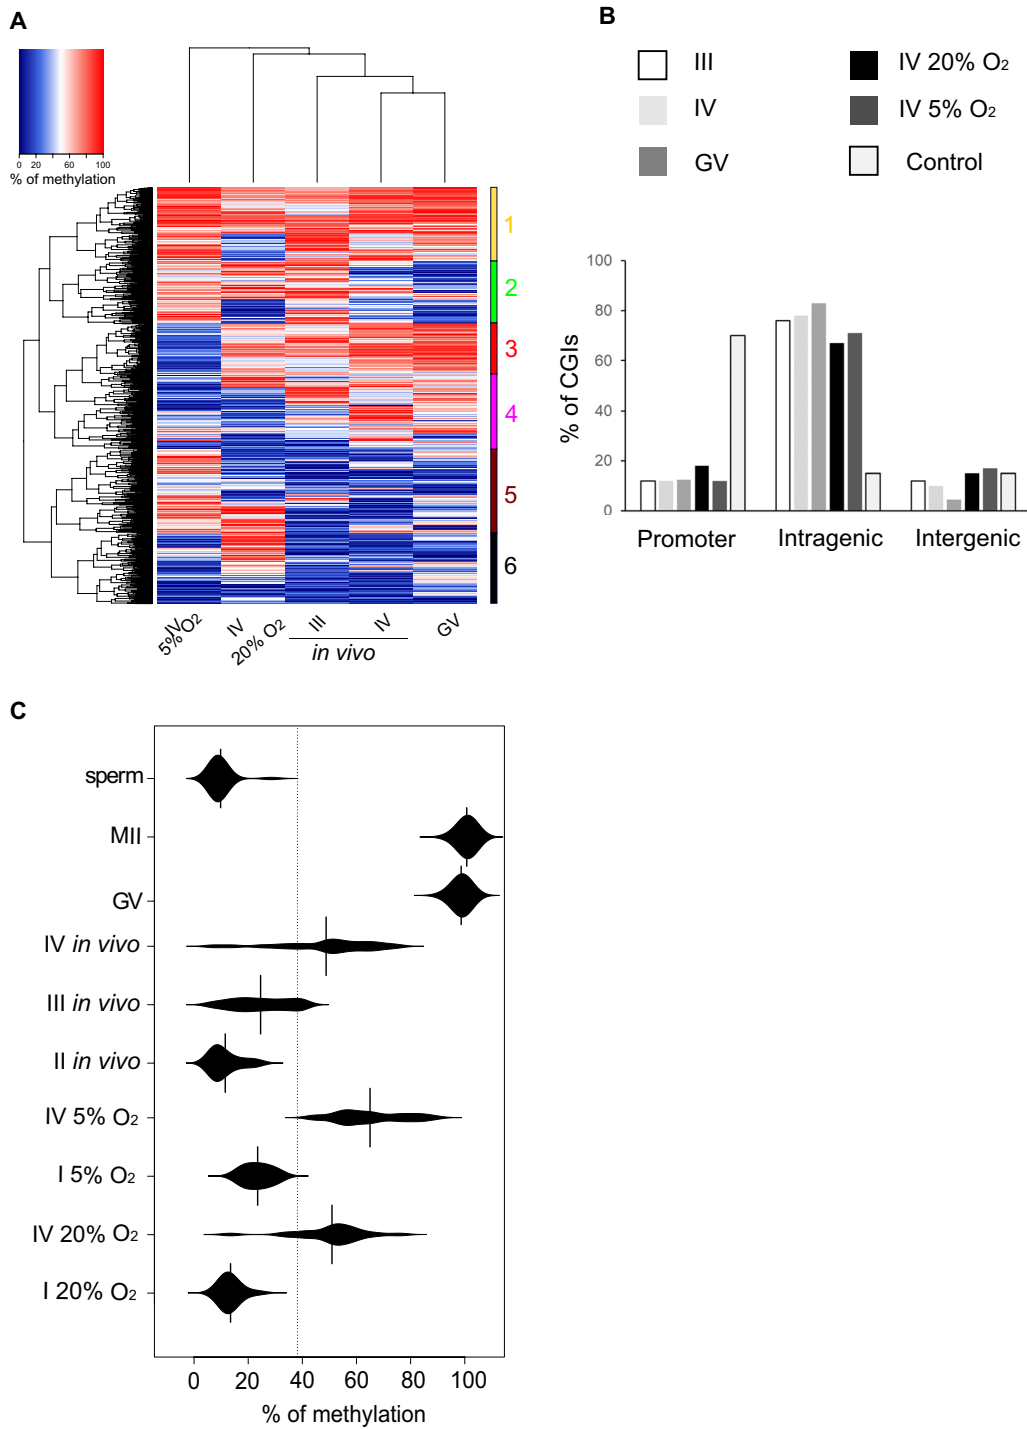 A
0 20 60 100
% of methylation
1
2
3
4
5
6
IV
5% O2
IV
20% O2
III
IV
GV
in vivo
B
III
IV 20% O2
IV
IV 5% O2
GV
Control
% of CGIs
100
80
60
40
20
0
Promoter Intragenic Intergenic
C
sperm
MII
GV
IV in vivo
III in vivo
II in vivo
IV 5% O2
I 5% O2
IV 20% O2
I 20% O2
0 20 40 60 80 100
% of methylation